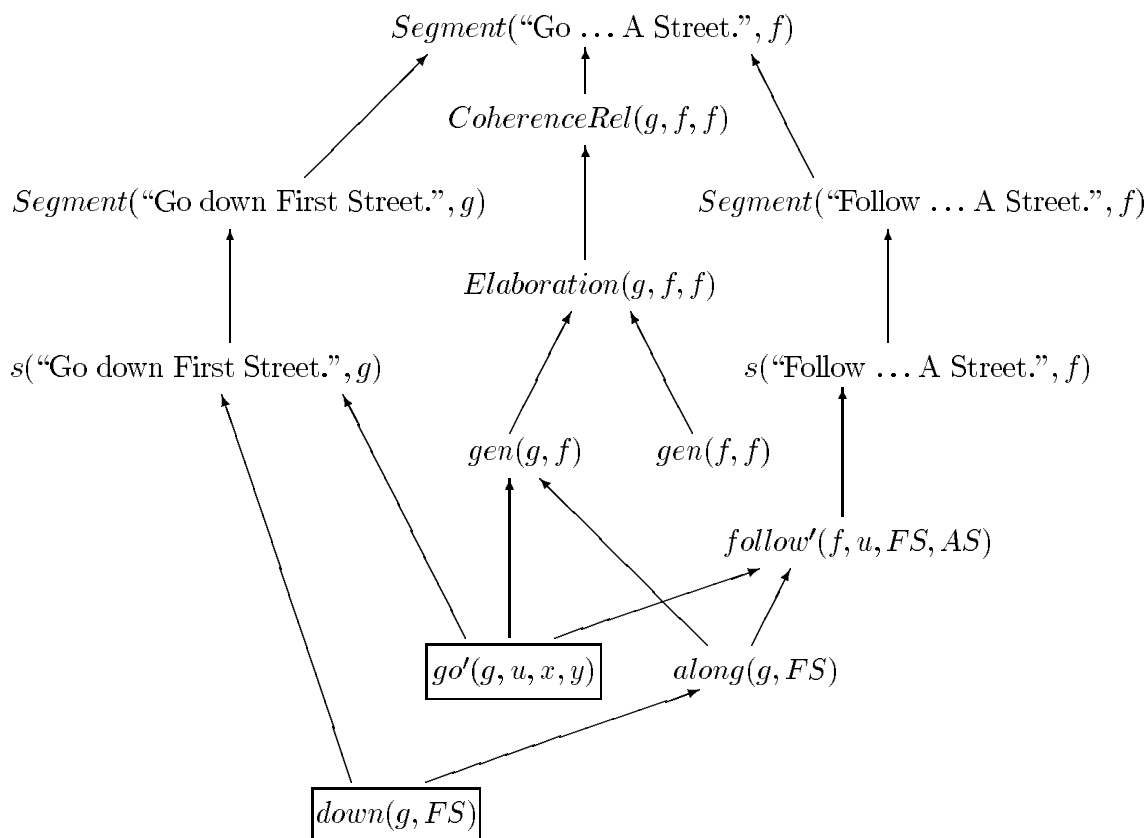 Segment(“Go … A Street.”, f)
CoherenceRel(g, f, f)
Segment(“Go down First Street.”, g)
Segment(“Follow … A Street.”, f)
Elaboration(g, f, f)
s(“Go down First Street.”, g)
s(“Follow … A Street.”, f)
gen(g, f)
gen(f, f)
follow′(f, u, FS, AS)
go′(g, u, x, y)
along(g, FS)
down(g, FS)